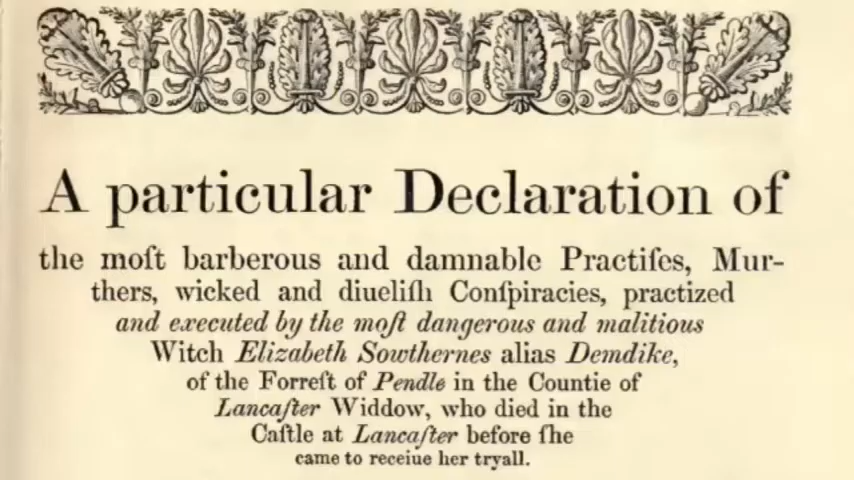 A particular Declaration of
the moſt barberous and damnable Practiſes, Mur-
thers, wicked and diueliſh Conſpiracies, practized
and executed by the moſt dangerous and malitious
Witch Elizabeth Sowthernes alias Demdike,
of the Forreſt of Pendle in the Countie of
Lancaſter Widdow, who died in the
Caſtle at Lancaſter before ſhe
came to receiue her tryall.